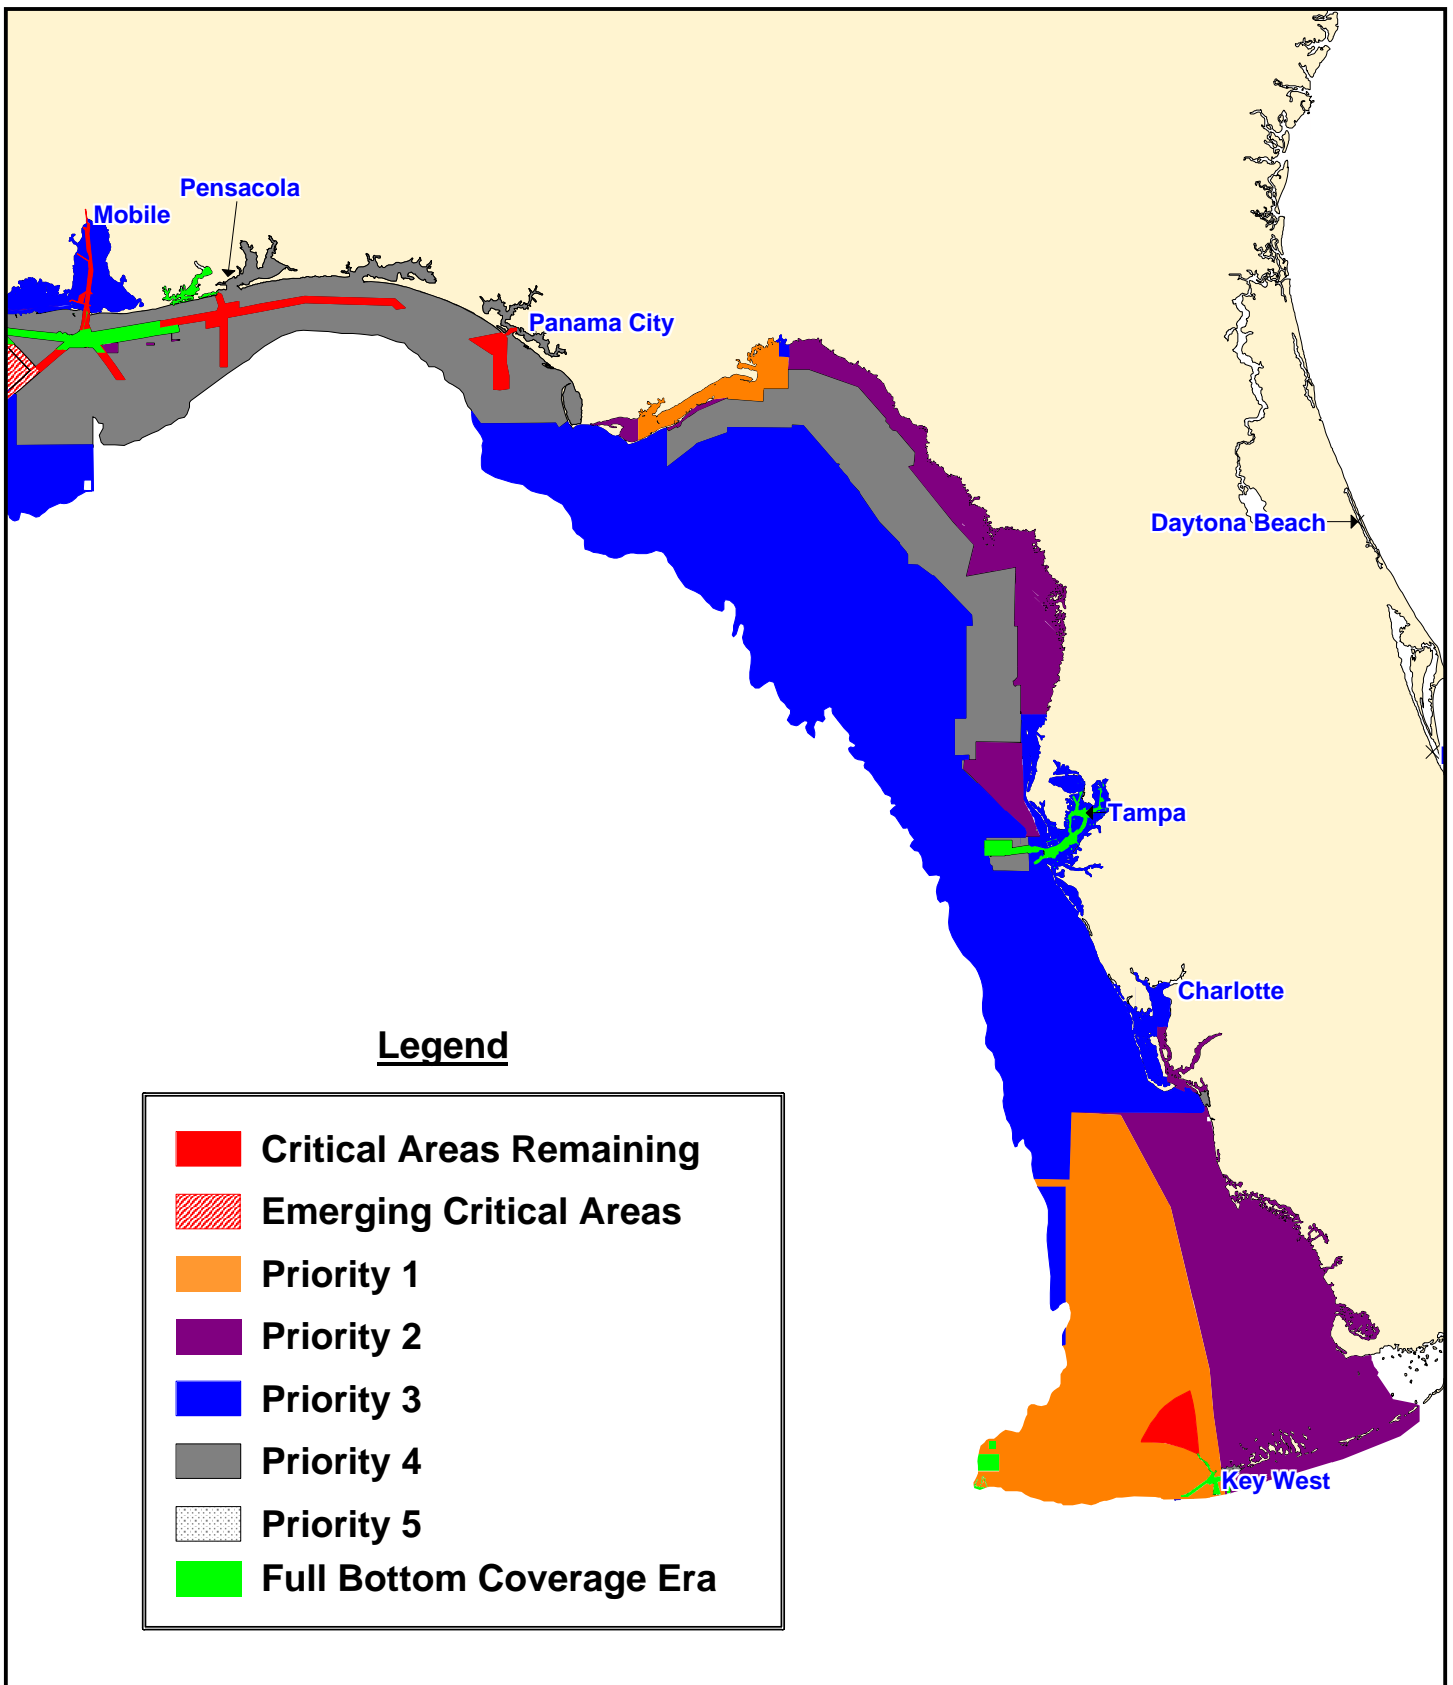 Pensacola
Mobile
Panama City
Daytona Beach
Tampa
Charlotte
Key West
Legend
Critical Areas Remaining
Emerging Critical Areas
Priority 1
Priority 2
Priority 3
Priority 4
Priority 5
Full Bottom Coverage Era